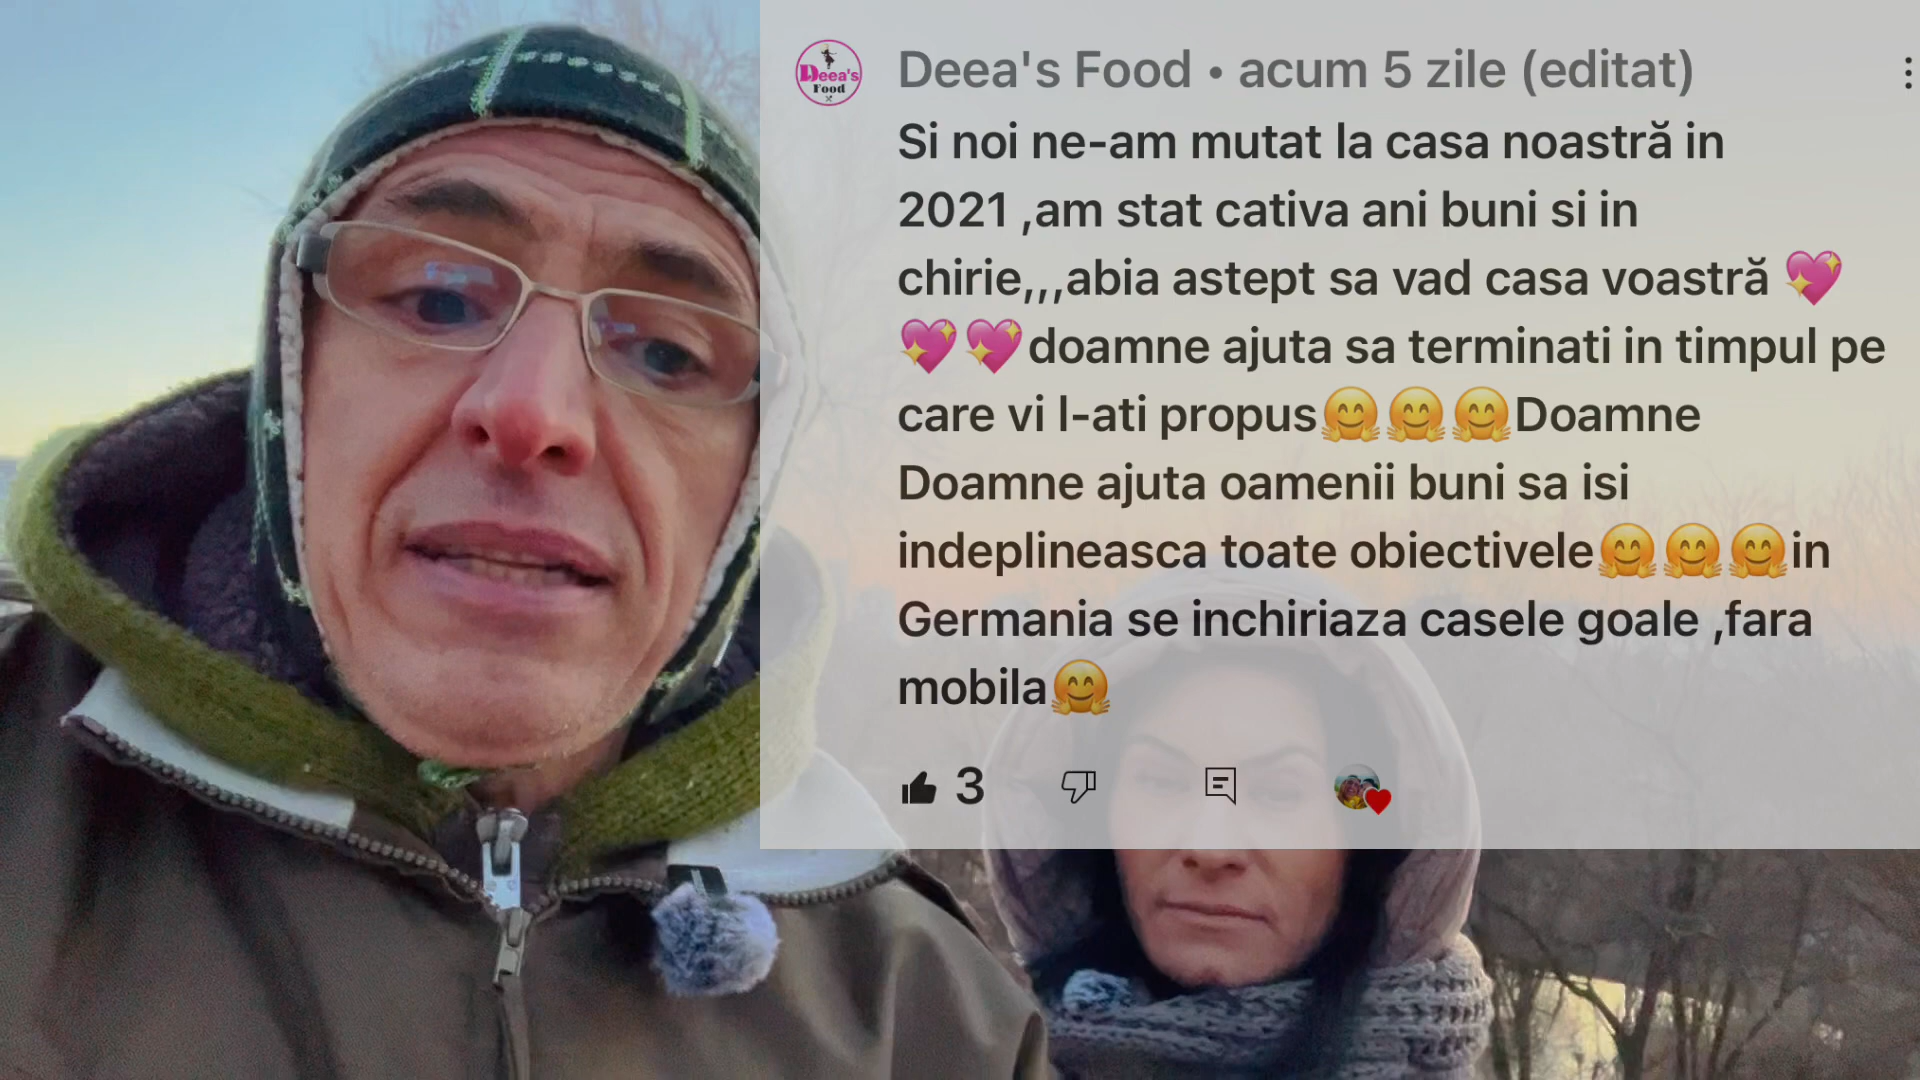 Deea's
Food
Deea's Food • acum 5 zile (editat)
Si noi ne-am mutat la casa noastră in
2021 ,am stat cativa ani buni si in
chirie,,,abia astept sa vad casa voastră 💖
💖💖doamne ajuta sa terminati in timpul pe
care vi l-ati propus🤗🤗🤗Doamne
Doamne ajuta oamenii buni sa isi
indeplineasca toate obiectivele🤗🤗🤗in
Germania se inchiriaza casele goale ,fara
mobila🤗
3